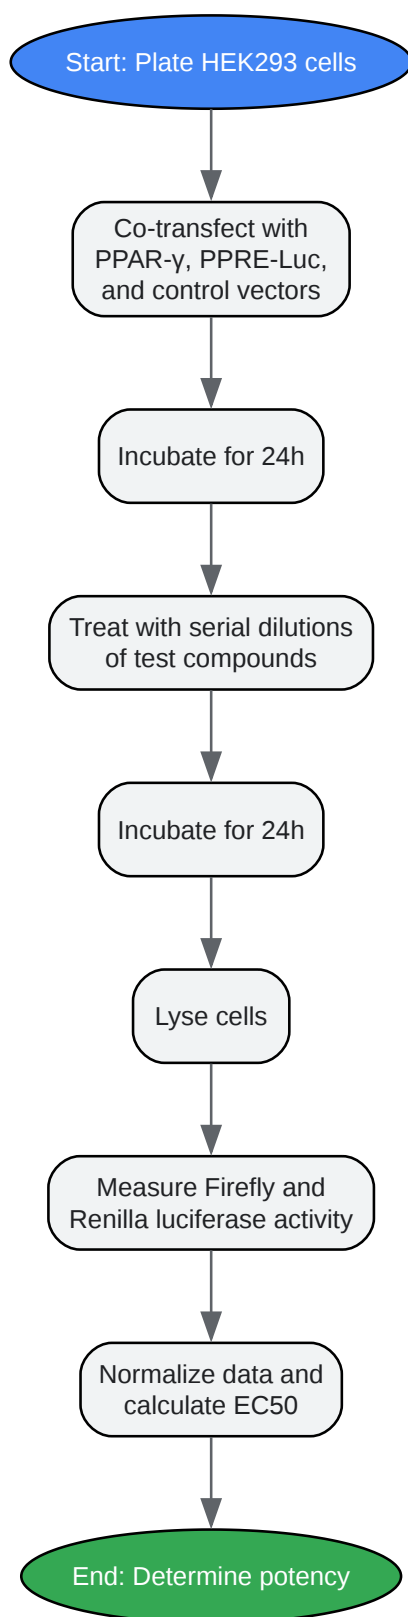 Start: Plate HEK293 cells
Co-transfect with
PPAR-γ, PPRE-Luc,
and control vectors
Incubate for 24h
Treat with serial dilutions
of test compounds
Incubate for 24h
Lyse cells
Measure Firefly and
Renilla luciferase activity
Normalize data and
calculate EC50
End: Determine potency